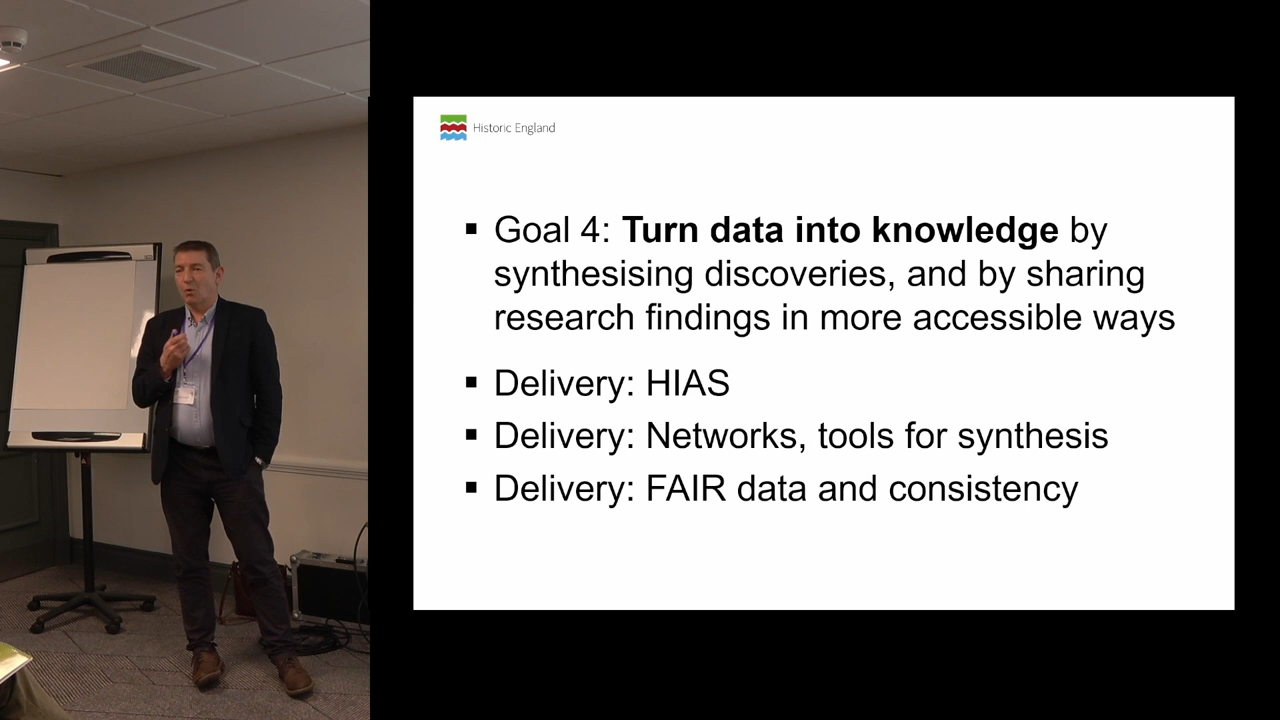 Historic England
▪ Goal 4: Turn data into knowledge by
synthesising discoveries, and by sharing
research findings in more accessible ways
▪ Delivery: HIAS
▪ Delivery: Networks, tools for synthesis
▪ Delivery: FAIR data and consistency